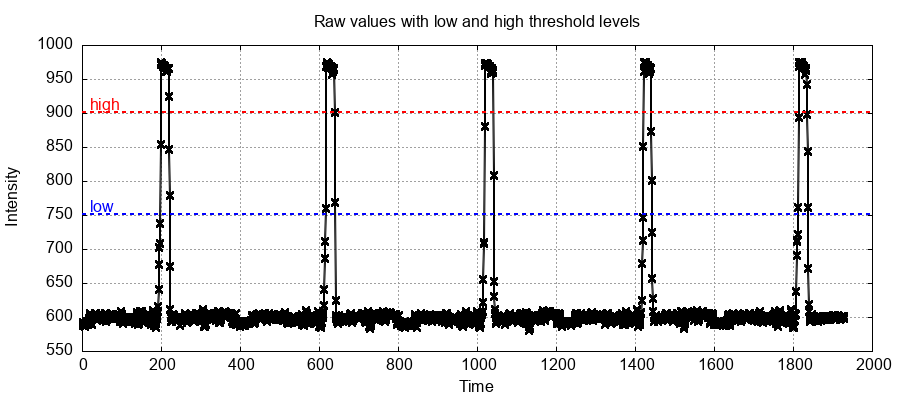 Raw values with low and high threshold levels
1000
950
900
850
800
750
700
650
600
550
high
low
Intensity
0 200 400 600 800 1000 1200 1400 1600 1800 2000
Time